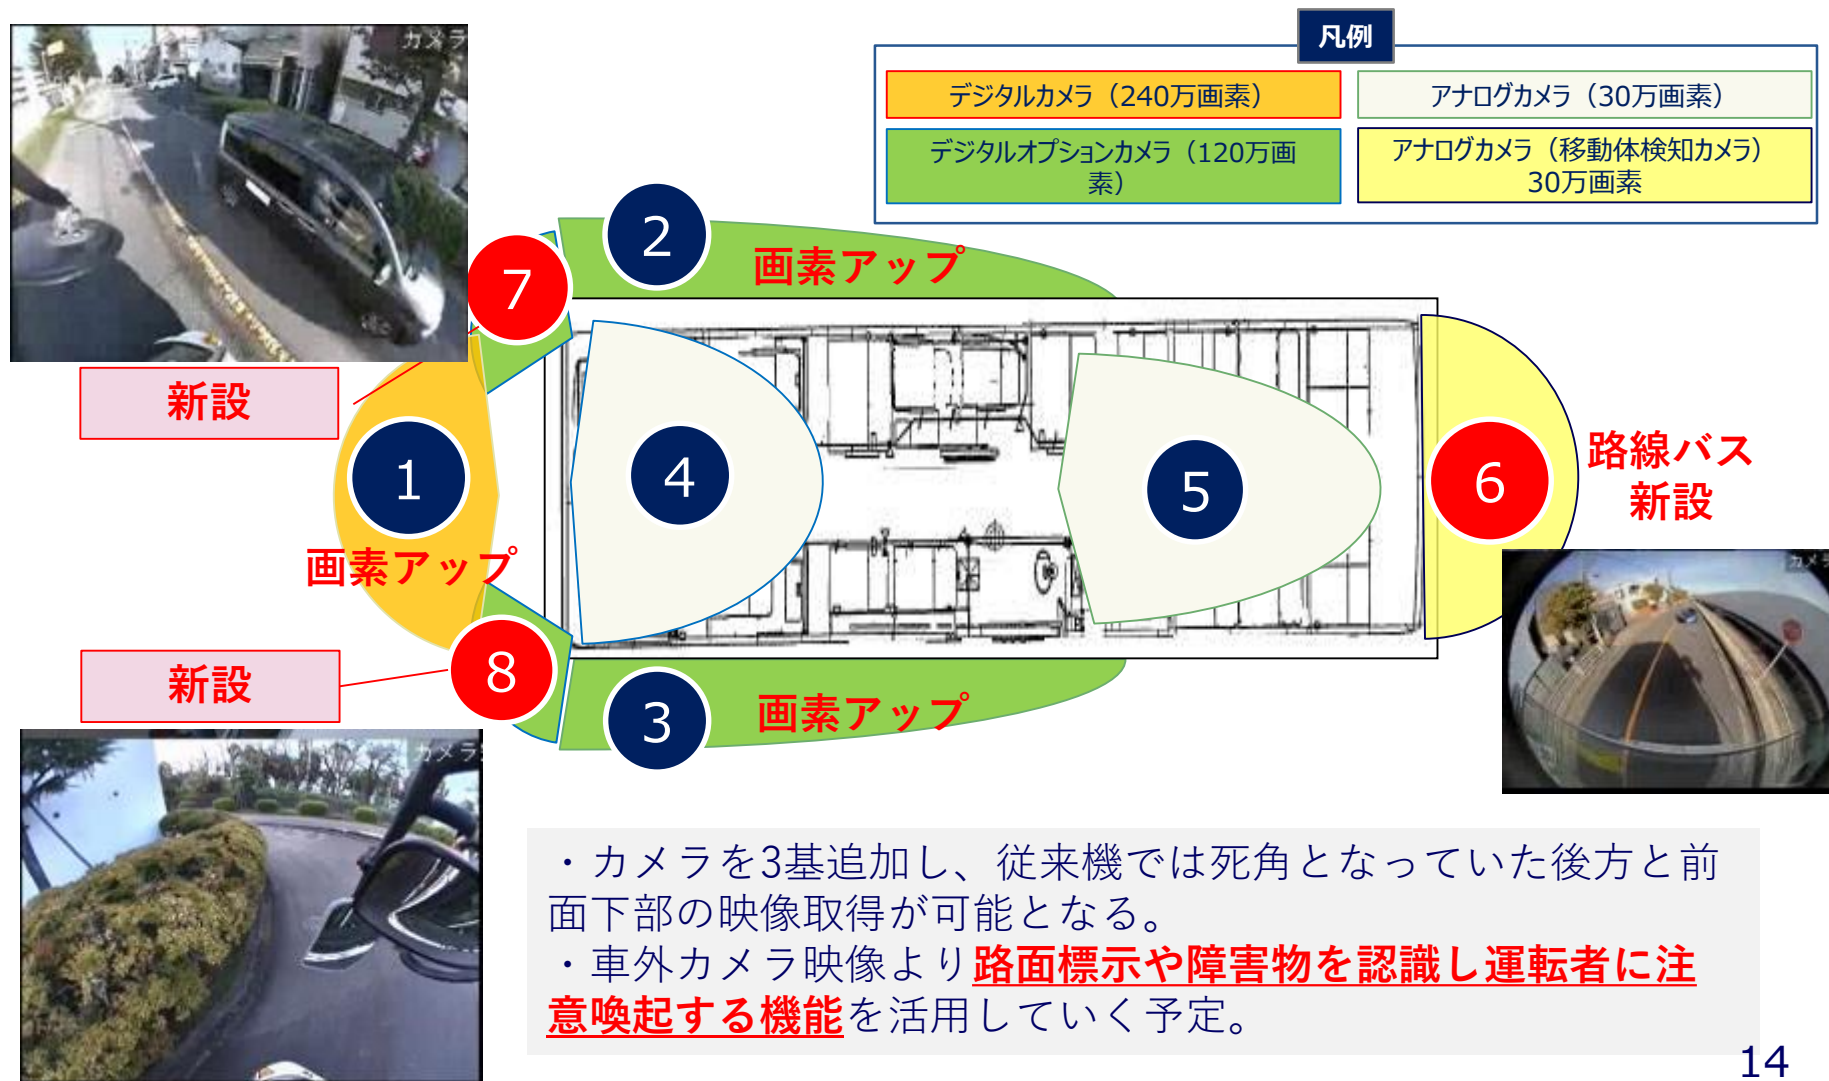 カメラ
凡例
デジタルカメラ（240万画素）
アナログカメラ（30万画素）
デジタルオプションカメラ（120万画
素）
アナログカメラ（移動体検知カメラ）
30万画素
2
画素アップ
7
新設
1
4
5
6
路線バス
新設
画素アップ
カメラ
新設
8
3
画素アップ
カメラ
・カメラを3基追加し、従来機では死角となっていた後方と前
面下部の映像取得が可能となる。
・車外カメラ映像より路面標示や障害物を認識し運転者に注
意喚起する機能を活用していく予定。
14